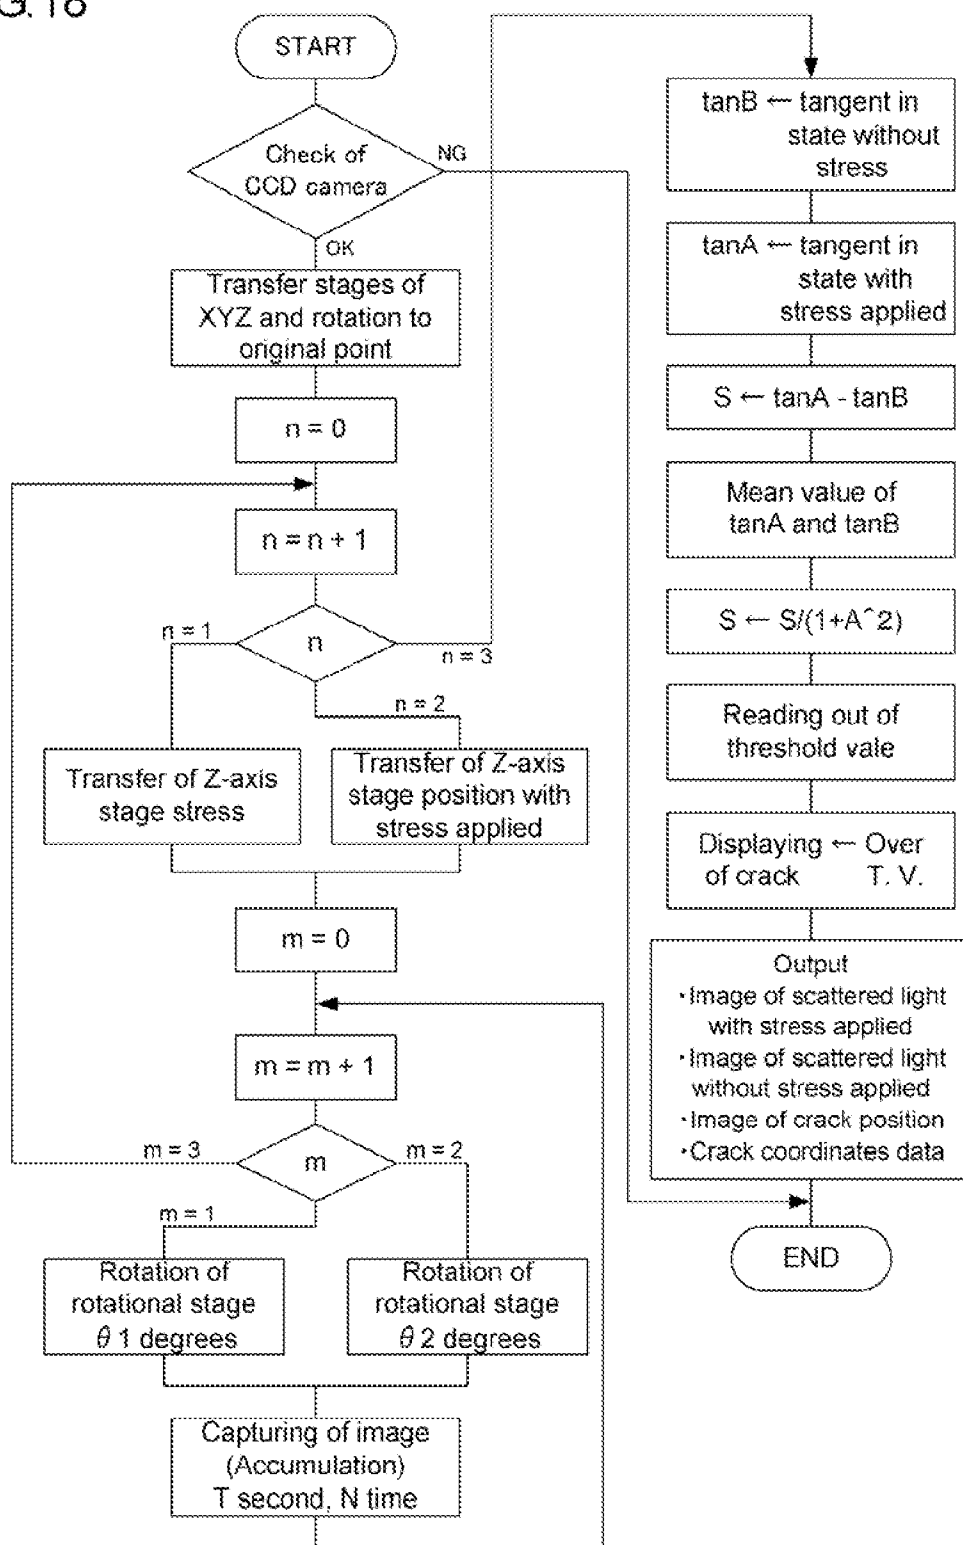 G. 18
START
Check of
CCD camera
NG
OK
Transfer stages of
XYZ and rotation to
original point
n = 0
n = n + 1
n = 1
n
n = 3
n = 2
Transfer of Z-axis
stage stress
Transfer of Z-axis
stage position with
stress applied
m = 0
m = m + 1
m = 3
m
m = 2
m = 1
Rotation of
rotational stage
θ 1 degrees
Rotation of
rotational stage
θ 2 degrees
Capturing of image
(Accumulation)
T second, N time
tanB ← tangent in
state without
stress
tanA ← tangent in
state with
stress applied
S ← tanA - tanB
Mean value of
tanA and tanB
S ← S/(1+A^2)
Reading out of
threshold vale
Displaying ← Over
of crack T. V.
Output
・Image of scattered light
with stress applied
・Image of scattered light
without stress applied
・Image of crack position
・Crack coordinates data
END